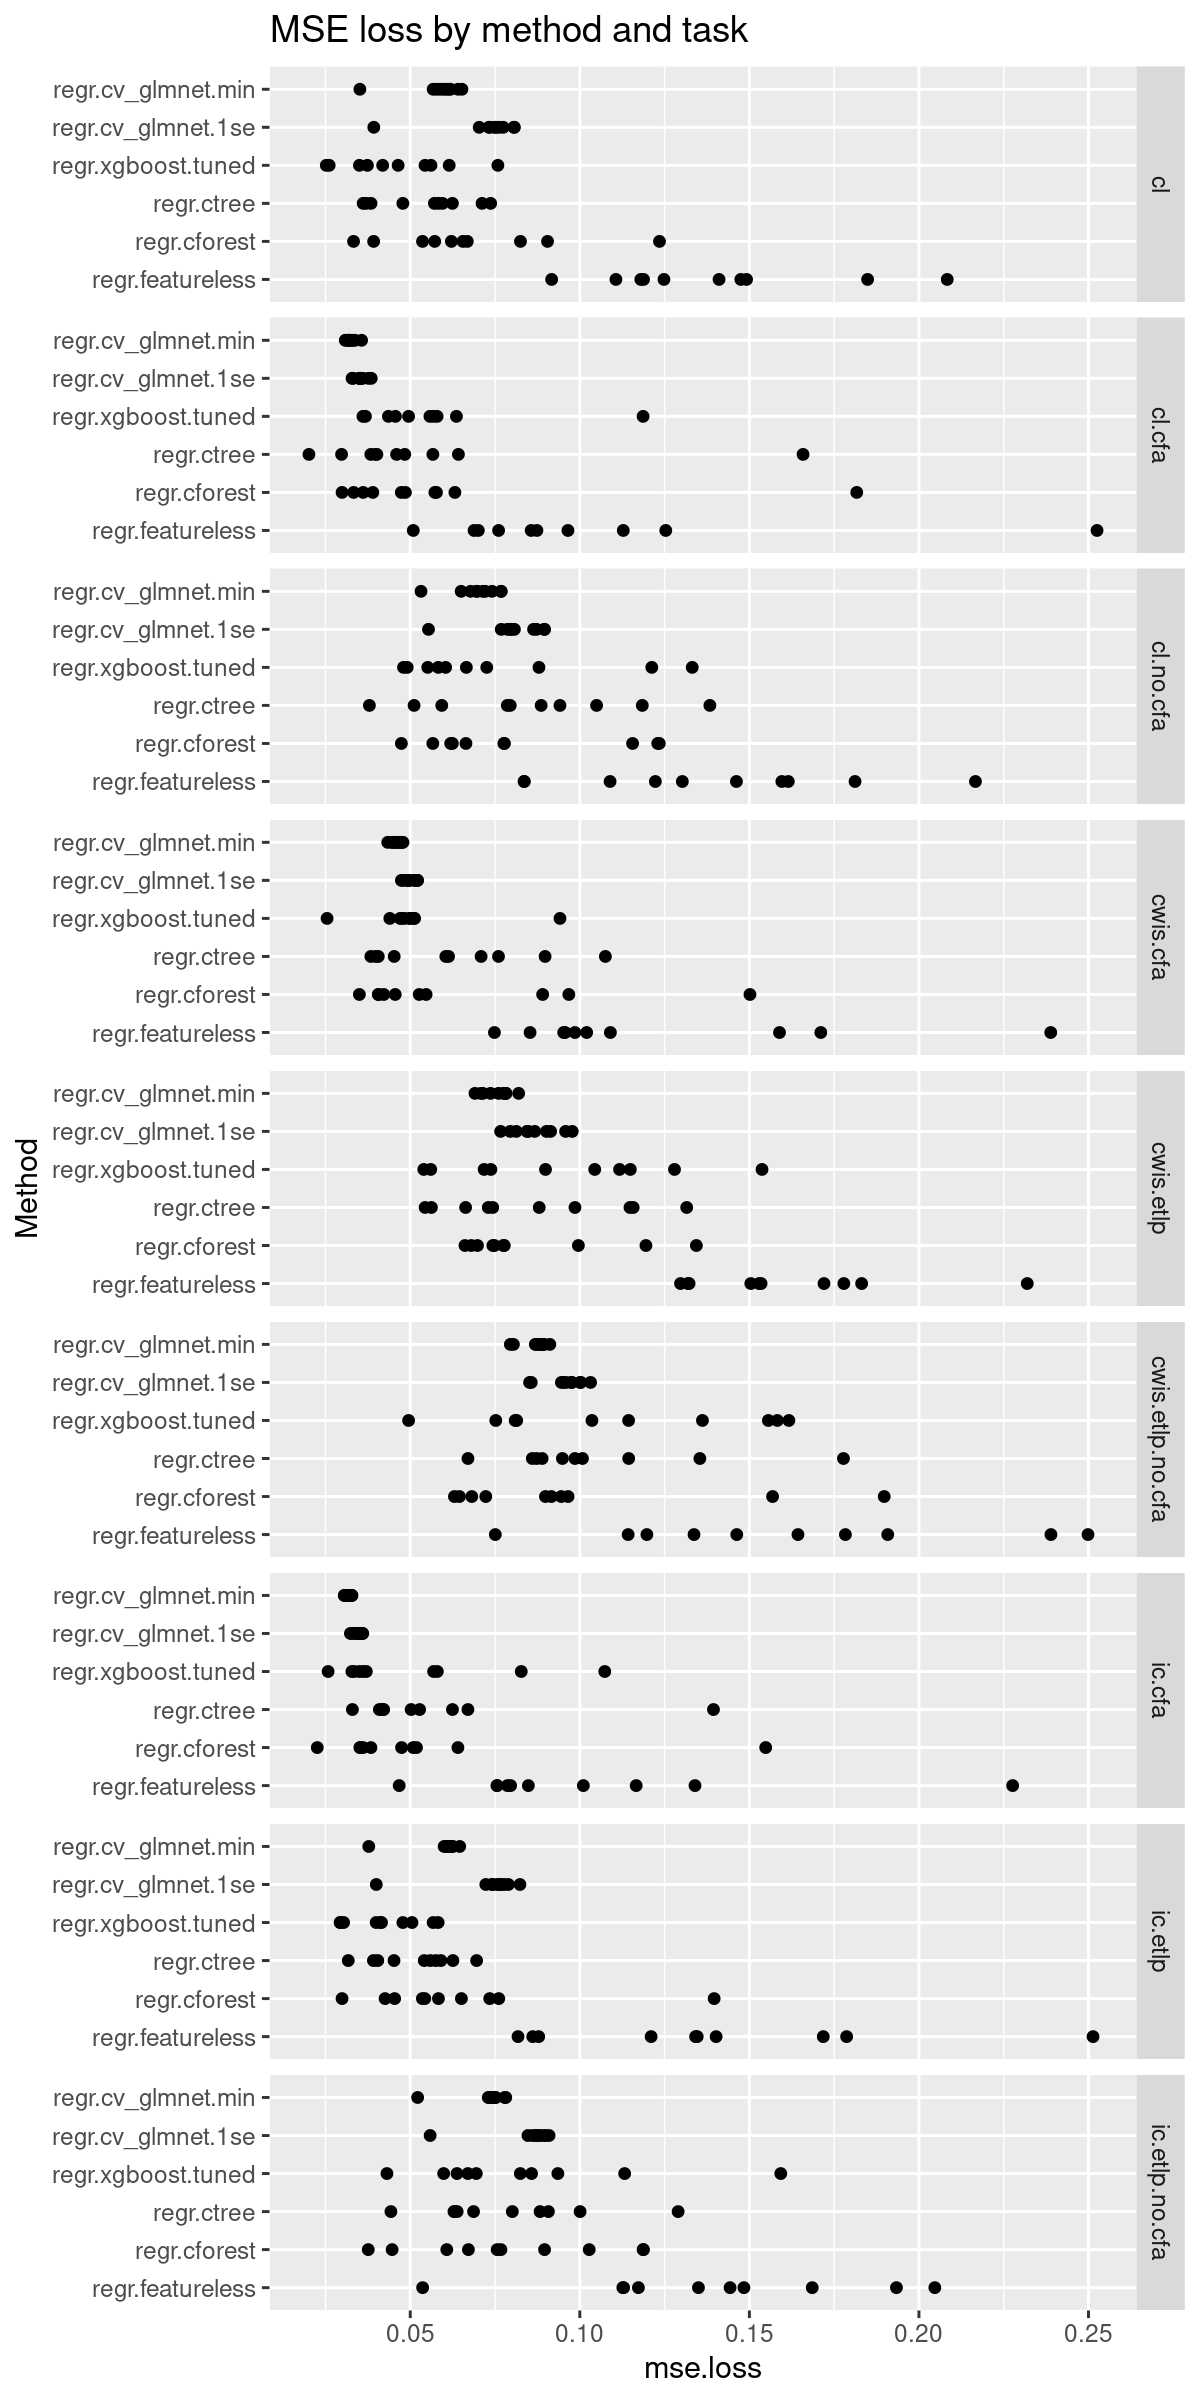 MSE loss by method and task
regr.cv_glmnet.min
regr.cv_glmnet.1se
regr.xgboost.tuned
regr.ctree
regr.cforest
regr.featureless
cl
regr.cv_glmnet.min
regr.cv_glmnet.1se
regr.xgboost.tuned
regr.ctree
regr.cforest
regr.featureless
cl.cfa
regr.cv_glmnet.min
regr.cv_glmnet.1se
regr.xgboost.tuned
regr.ctree
regr.cforest
regr.featureless
cl.no.cfa
regr.cv_glmnet.min
regr.cv_glmnet.1se
regr.xgboost.tuned
regr.ctree
regr.cforest
regr.featureless
cwis.cfa
Method
regr.cv_glmnet.min
regr.cv_glmnet.1se
regr.xgboost.tuned
regr.ctree
regr.cforest
regr.featureless
cwis.etlp
regr.cv_glmnet.min
regr.cv_glmnet.1se
regr.xgboost.tuned
regr.ctree
regr.cforest
regr.featureless
cwis.etlp.no.cfa
regr.cv_glmnet.min
regr.cv_glmnet.1se
regr.xgboost.tuned
regr.ctree
regr.cforest
regr.featureless
ic.cfa
regr.cv_glmnet.min
regr.cv_glmnet.1se
regr.xgboost.tuned
regr.ctree
regr.cforest
regr.featureless
ic.etlp
regr.cv_glmnet.min
regr.cv_glmnet.1se
regr.xgboost.tuned
regr.ctree
regr.cforest
regr.featureless
ic.etlp.no.cfa
0.05 0.10 0.15 0.20 0.25
mse.loss